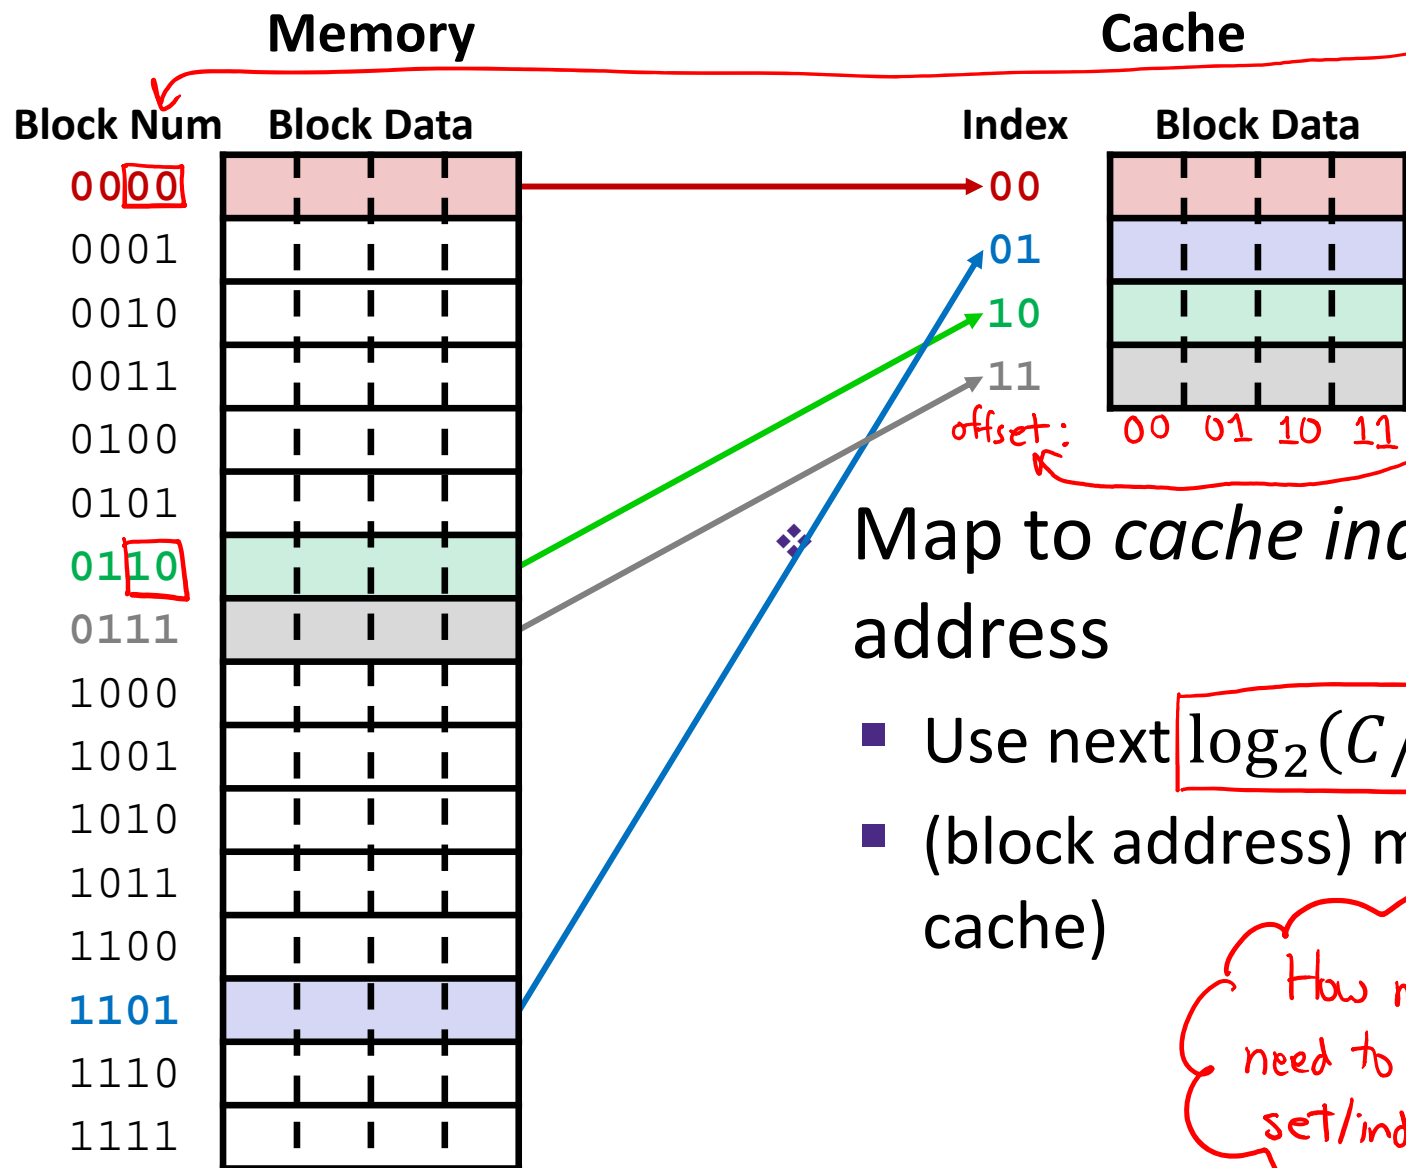 Memory
Cache
Block Num Block Data
Index Block Data
0000
0001
0010
0011
0100
0101
0110
0111
1000
1001
1010
1011
1100
1101
1110
1111
00
01
10
11
offset: 00 01 10 11
Map to cache
address
Use next log₂(C/
(block address)
cache)
How
need to
set/ind